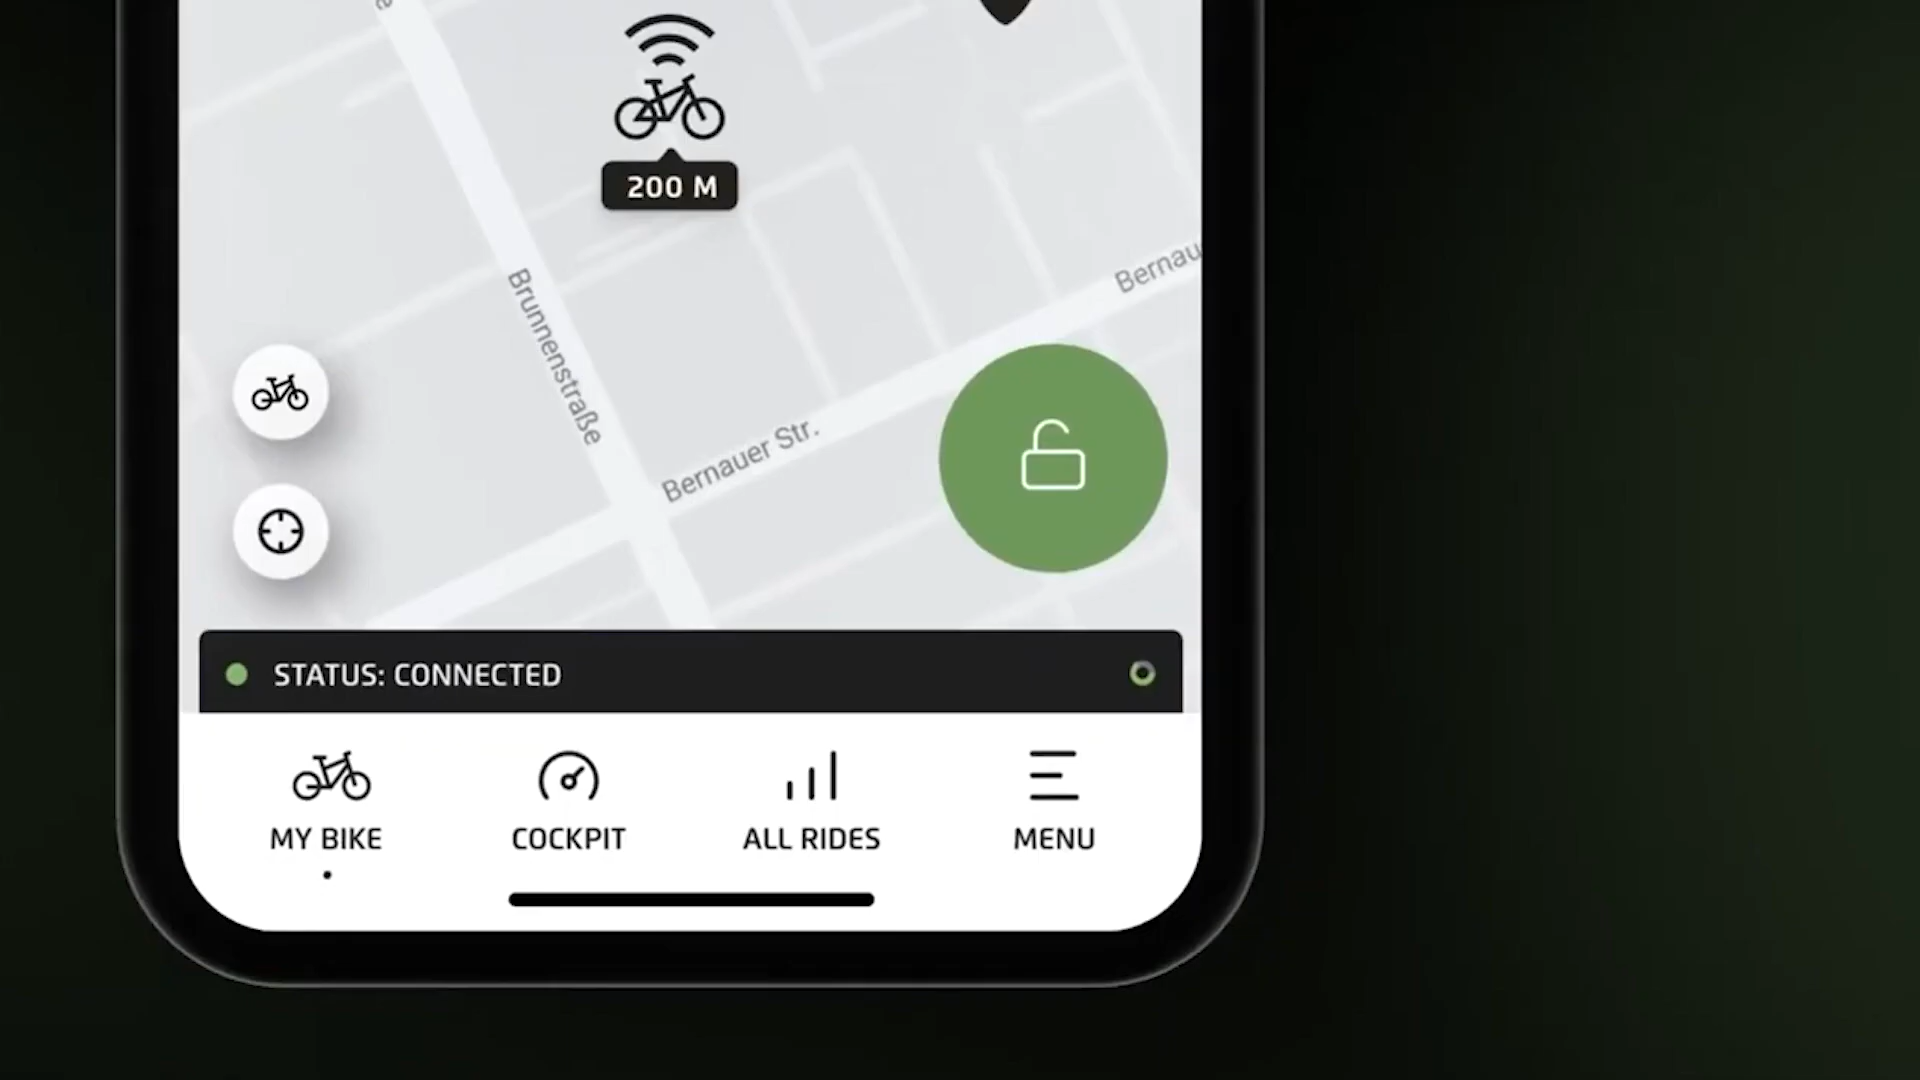 200 M
Brunnenstraße
Bernau
Bernauer Str.
STATUS: CONNECTED
MY BIKE
COCKPIT
ALL RIDES
MENU